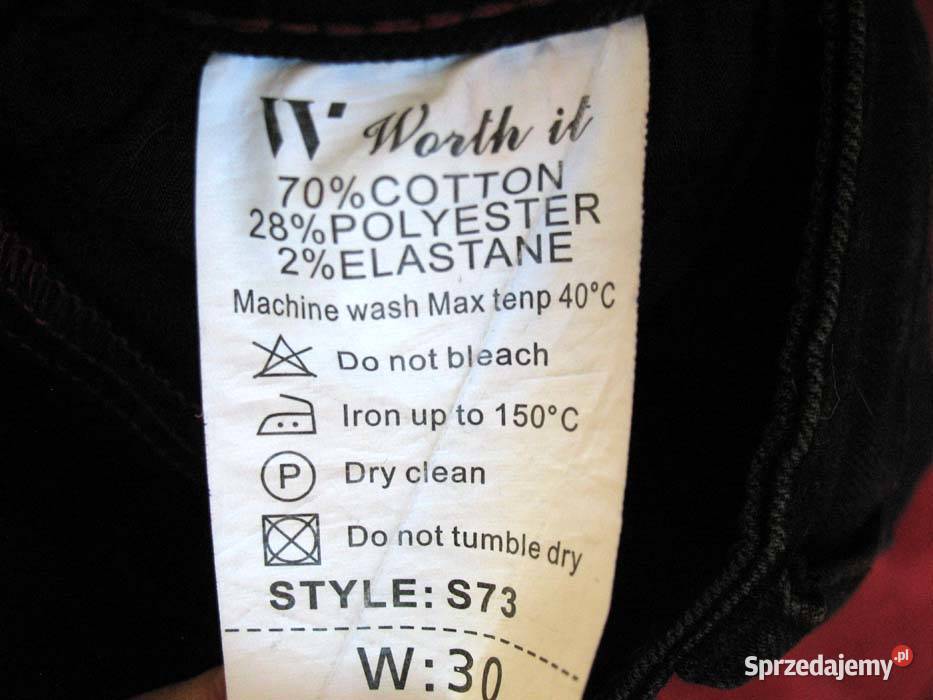 W Worth it
70%COTTON
28%POLYESTER
2%ELASTANE
Machine wash Max tenp 40°C
Do not bleach
Iron up to 150°C
P Dry clean
Do not tumble dry
STYLE: S73
W:30
Sprzedajemy.pl